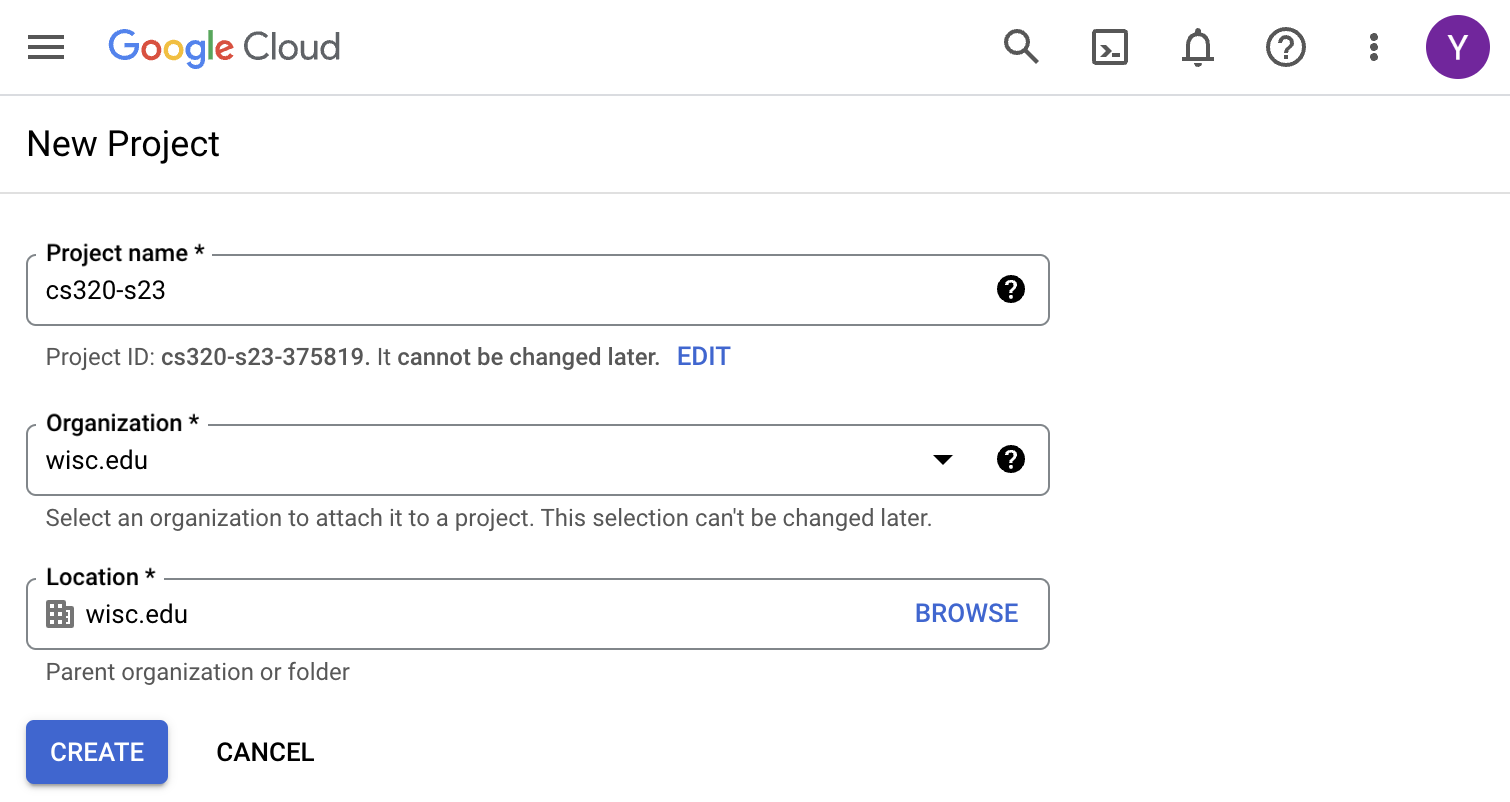 Google Cloud
Y
New Project
Project name *
cs320-s23
Project ID: cs320-s23-375819. It cannot be changed later. EDIT
Organization *
wisc.edu
Select an organization to attach it to a project. This selection can't be changed later.
Location *
wisc.edu BROWSE
Parent organization or folder
CREATE CANCEL